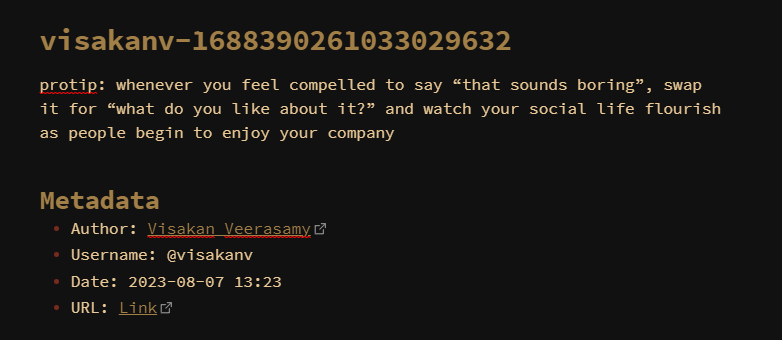 visakanv-1688390261033029632
protip: whenever you feel compelled to say “that sounds boring”, swap
it for “what do you like about it?” and watch your social life flourish
as people begin to enjoy your company
Metadata
• Author: Visakan Veerasamy
• Username: @visakanv
• Date: 2023-08-07 13:23
• URL: Link